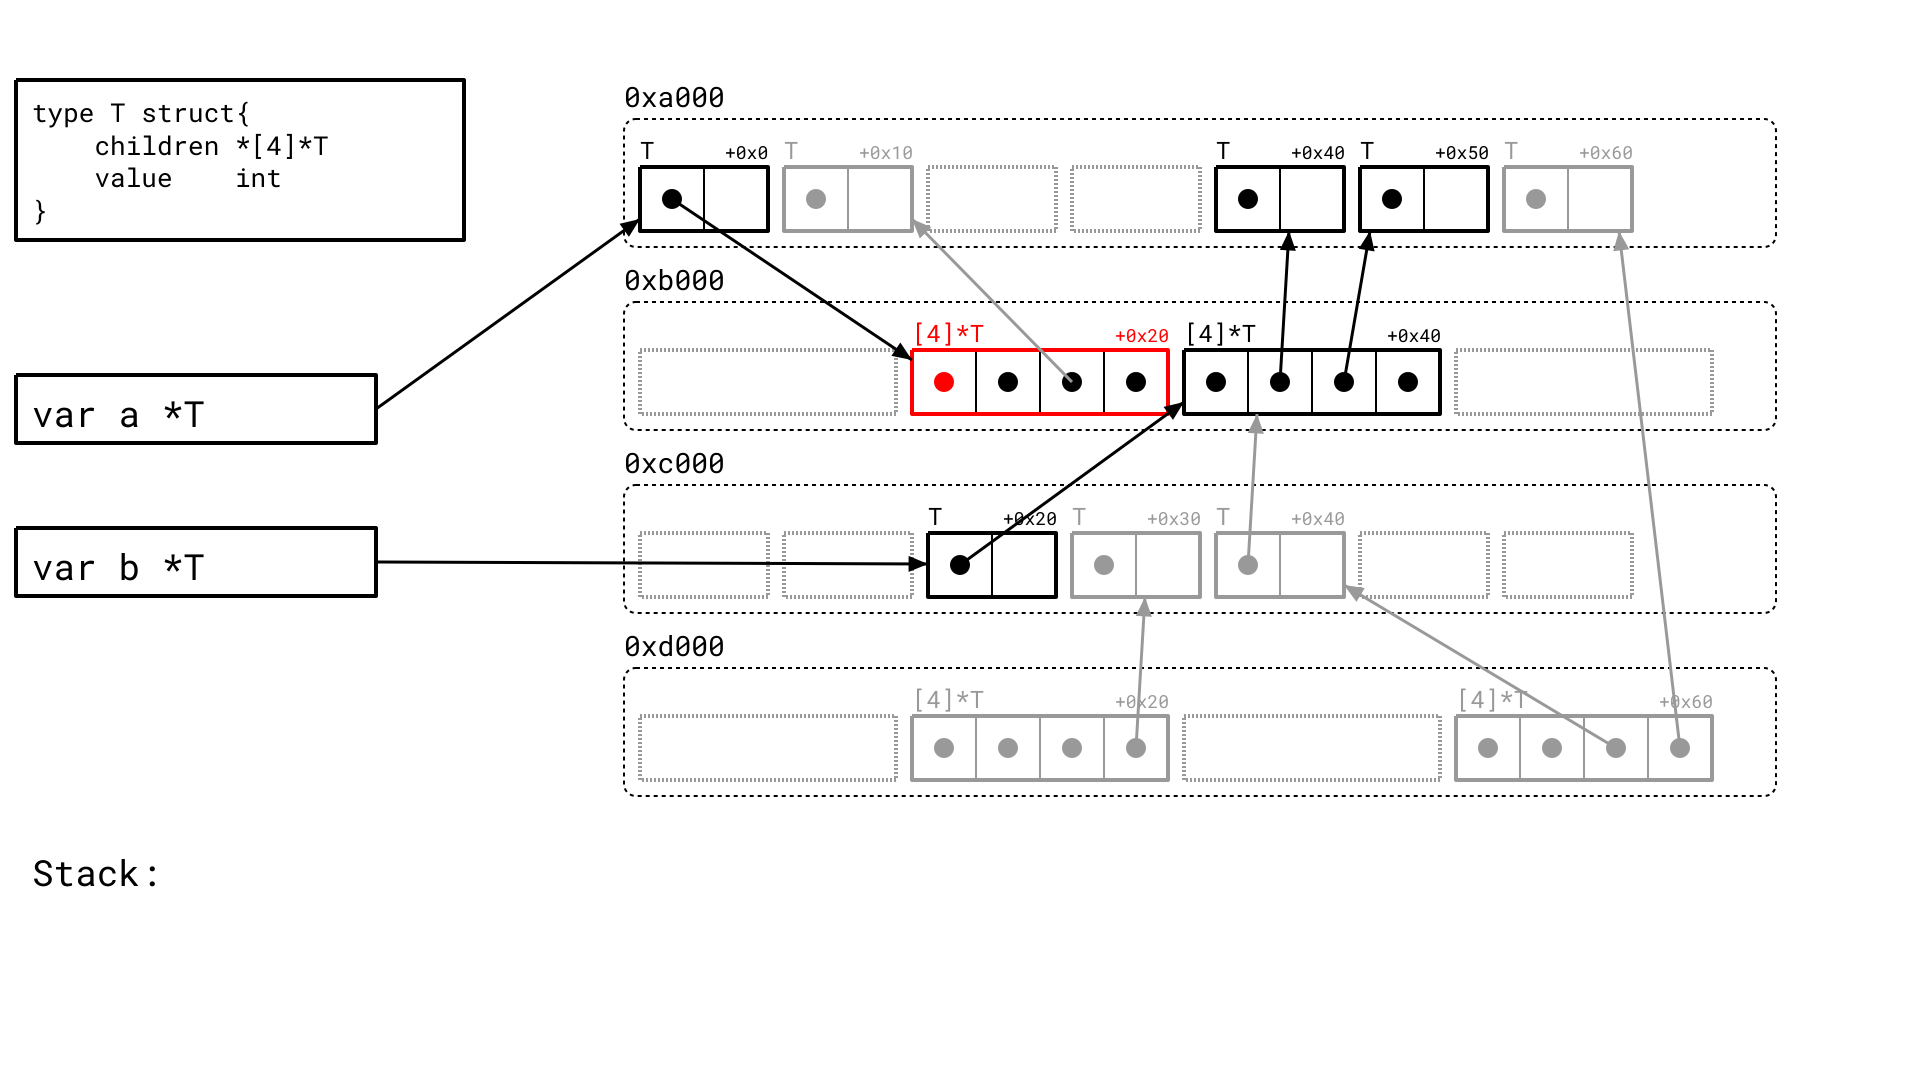 type T struct{
    children *[4]*T
    value    int
}
var a *T
var b *T
Stack:
0xa000
T +0x0 T +0x10 T +0x40 T +0x50 T +0x60
0xb000
[4]*T +0x20 [4]*T +0x40
0xc000
T +0x20 T +0x30 T +0x40
0xd000
[4]*T +0x20 [4]*T +0x60